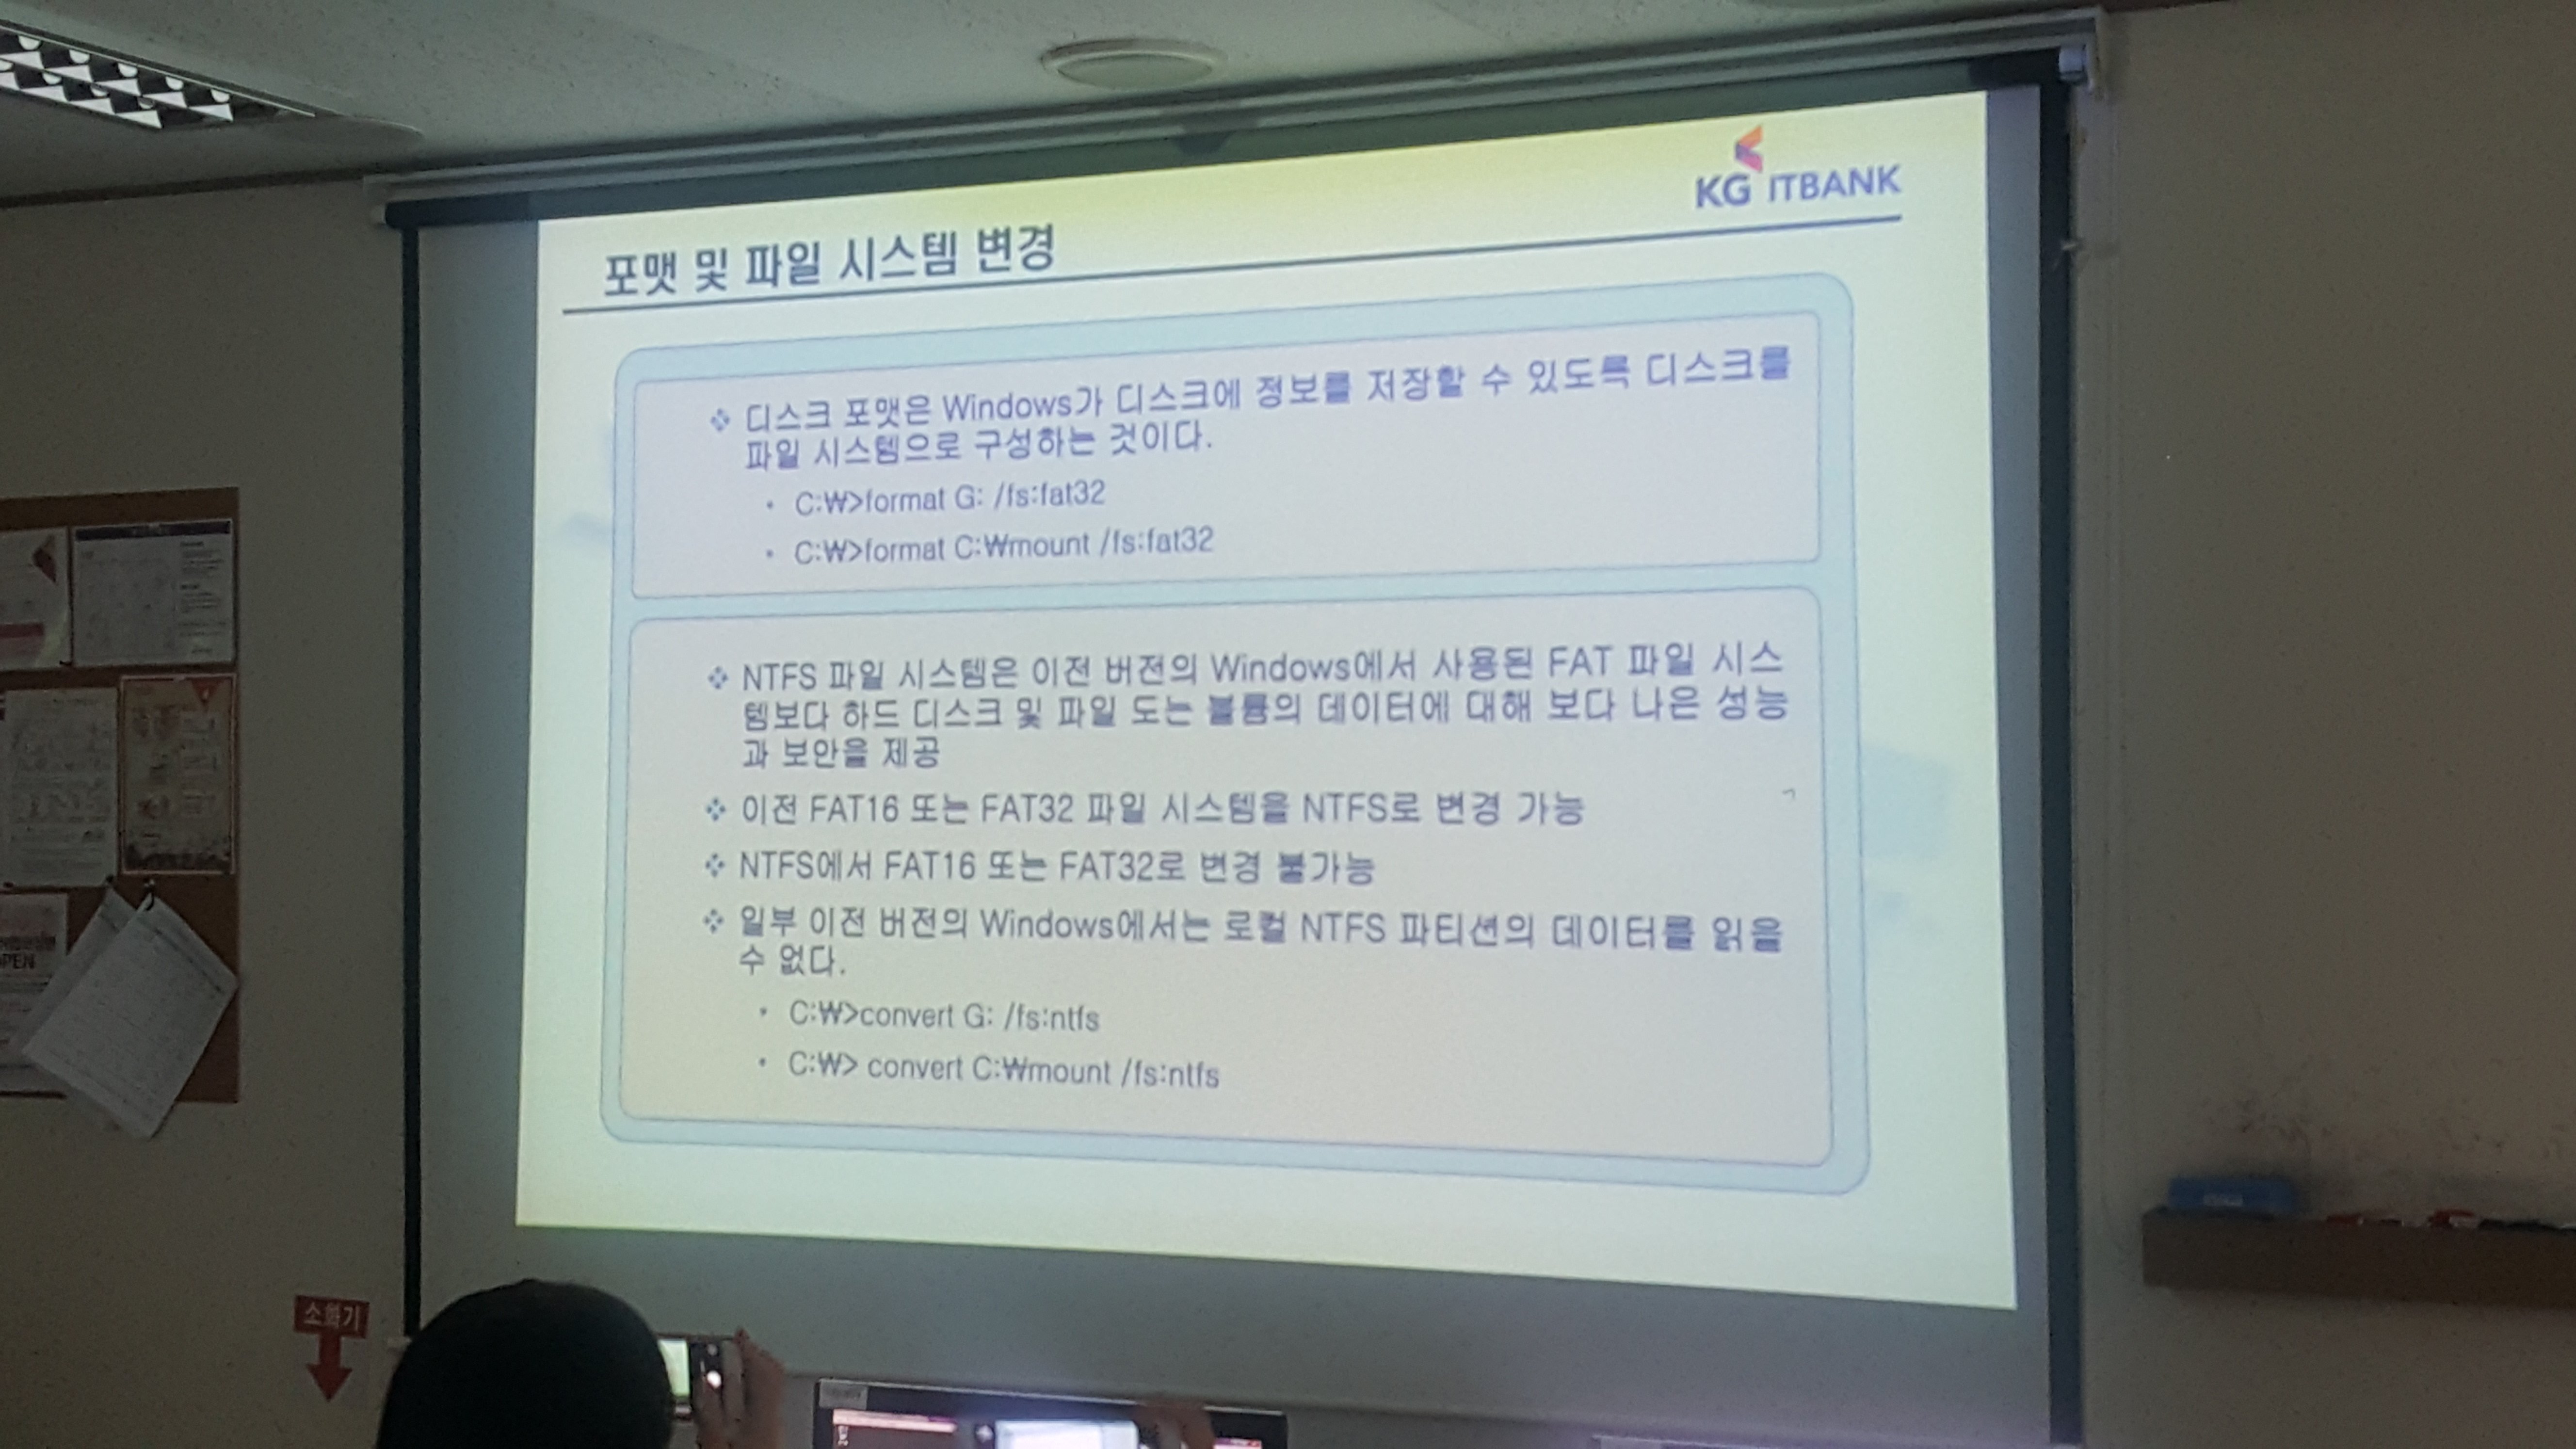 KG ITBANK
포맷 및 파일 시스템 변경
❖ 디스크 포맷은 Windows가 디스크에 정보를 저장할 수 있도록 디스크를
파일 시스템으로 구성하는 것이다.
• C:₩>format G: /fs:fat32
• C:₩>format C:₩mount /fs:fat32
❖ NTFS 파일 시스템은 이전 버전의 Windows에서 사용된 FAT 파일 시스
템보다 하드 디스크 및 파일 도는 볼륨의 데이터에 대해 보다 나은 성능
과 보안을 제공
❖ 이전 FAT16 또는 FAT32 파일 시스템을 NTFS로 변경 가능
❖ NTFS에서 FAT16 또는 FAT32로 변경 불가능
❖ 일부 이전 버전의 Windows에서는 로컬 NTFS 파티션의 데이터를 읽을
수 없다.
• C:₩>convert G: /fs:ntfs
• C:₩> convert C:₩mount /fs:ntfs
소화기